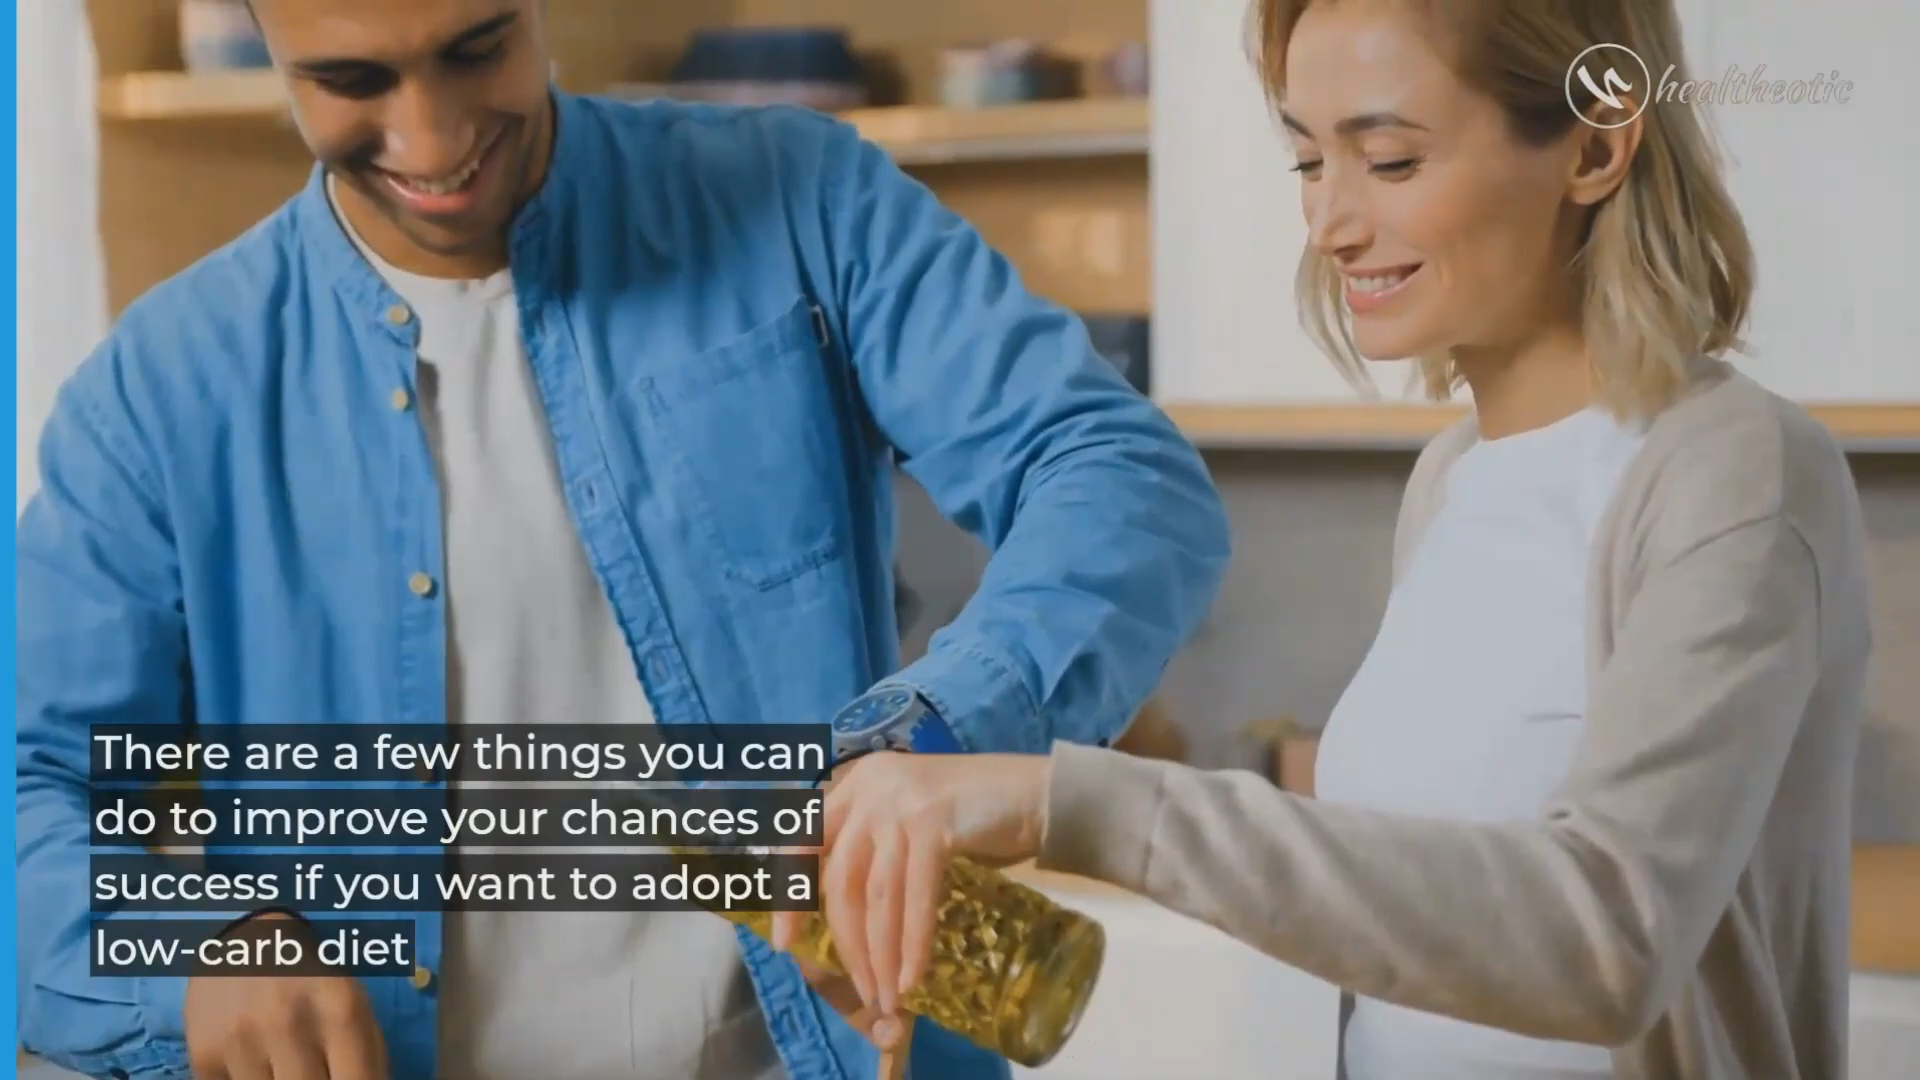 healtheotic
There are a few things you can
do to improve your chances of
success if you want to adopt a
low-carb diet